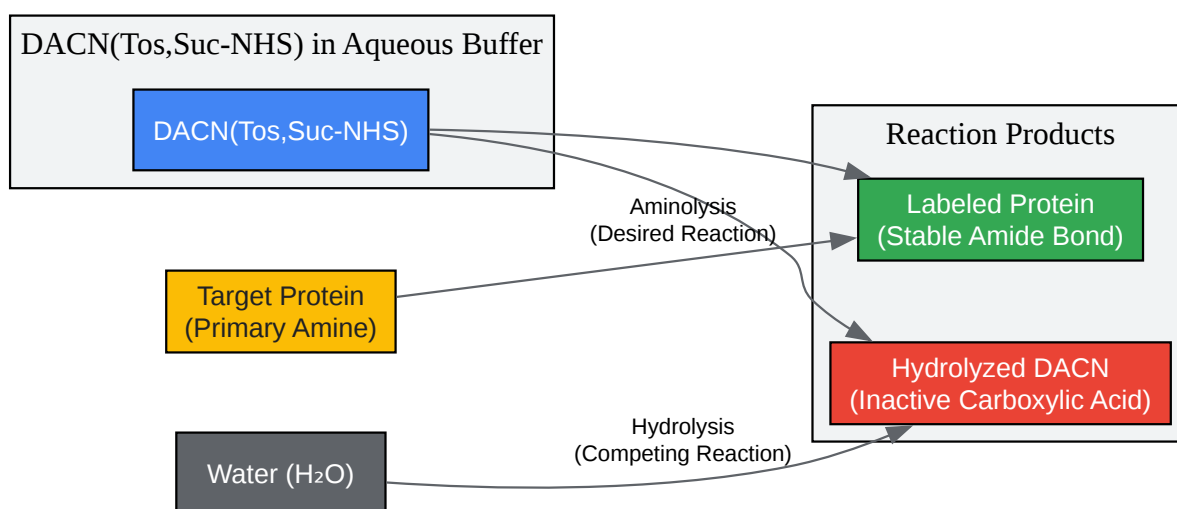 DACN(Tos,Suc-NHS) in Aqueous Buffer
DACN(Tos,Suc-NHS)
Reaction Products
Labeled Protein
(Stable Amide Bond)
Aminolysis
(Desired Reaction)
Target Protein
(Primary Amine)
Hydrolyzed DACN
(Inactive Carboxylic Acid)
Hydrolysis
(Competing Reaction)
Water (H₂O)